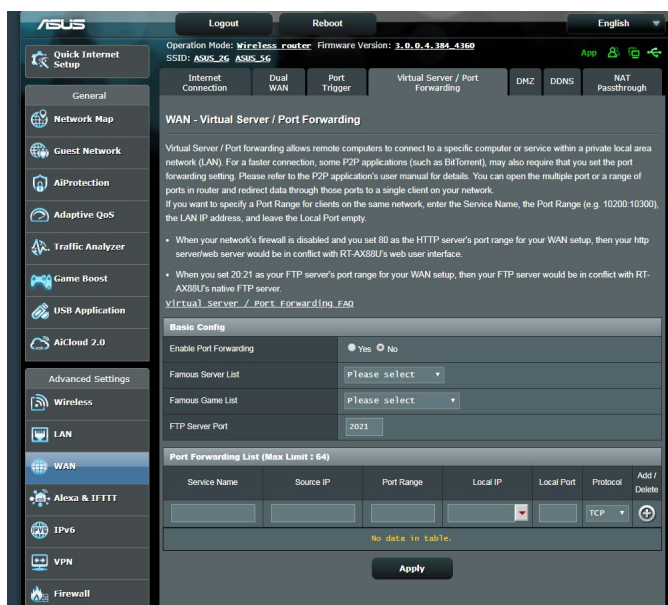 ASUS
Logout
Reboot
English
Operation Mode: Wireless router Firmware Version: 3.0.0.4.384_4360
SSID: ASUS_2G ASUS_5G
App
Quick Internet
Setup
General
Network Map
Guest Network
AiProtection
Adaptive QoS
Traffic Analyzer
Game Boost
USB Application
AiCloud 2.0
Advanced Settings
Wireless
LAN
WAN
Alexa & IFTTT
IPv6
VPN
Firewall
Internet
Connection
Dual
WAN
Port
Trigger
Virtual Server / Port
Forwarding
DMZ
DDNS
NAT
Passthrough
WAN - Virtual Server / Port Forwarding
Virtual Server / Port forwarding allows remote computers to connect to a specific computer or service within a private local area
network (LAN). For a faster connection, some P2P applications (such as BitTorrent), may also require that you set the port
forwarding setting. Please refer to the P2P application's user manual for details. You can open the multiple port or a range of
ports in router and redirect data through those ports to a single client on your network.
If you want to specify a Port Range for clients on the same network, enter the Service Name, the Port Range (e.g. 10200:10300),
the LAN IP address, and leave the Local Port empty.
• When your network's firewall is disabled and you set 80 as the HTTP server's port range for your WAN setup, then your http
server/web server would be in conflict with RT-AX88U's web user interface.
• When you set 20:21 as your FTP server's port range for your WAN setup, then your FTP server would be in conflict with RT-
AX88U's native FTP server.
Virtual Server / Port Forwarding FAQ
Basic Config
Enable Port Forwarding Yes No
Famous Server List Please select
Famous Game List Please select
FTP Server Port 2021
Port Forwarding List (Max Limit : 64)
Service Name Source IP Port Range Local IP Local Port Protocol Add /
Delete
TCP
No data in table.
Apply